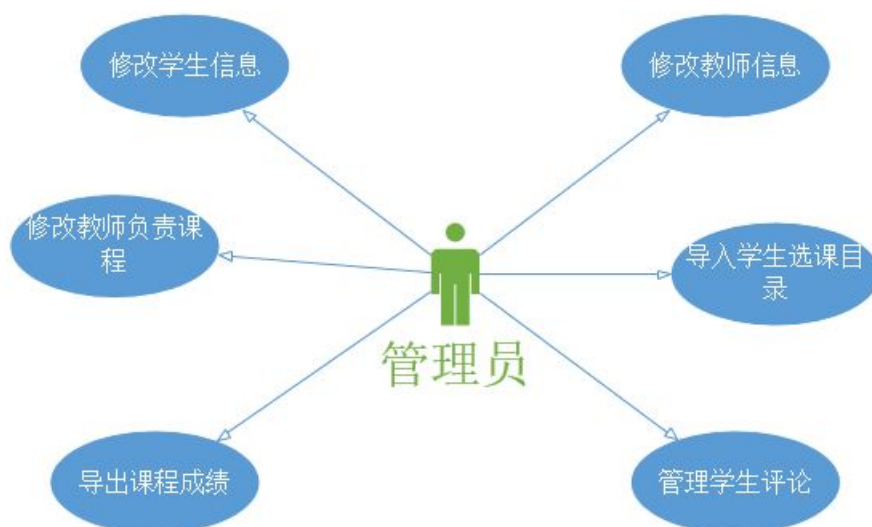 修改学生信息
修改教师信息
修改教师负责课
程
导入学生选课目
录
管理员
导出课程成绩
管理学生评论